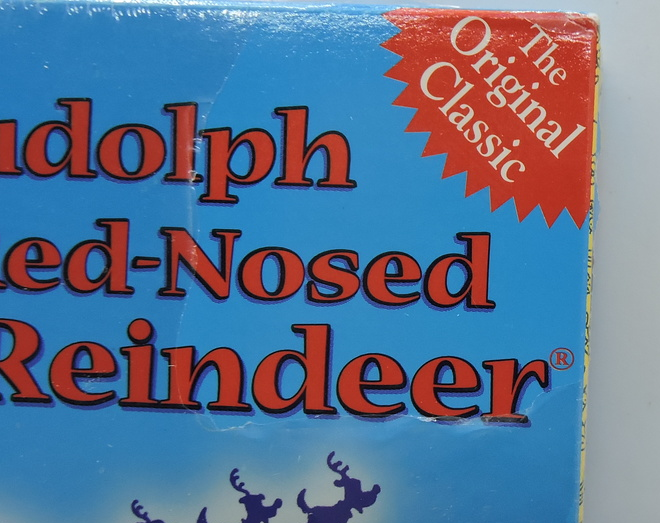 The
Original
Classic
udolph
ed-Nosed
Reindeer®